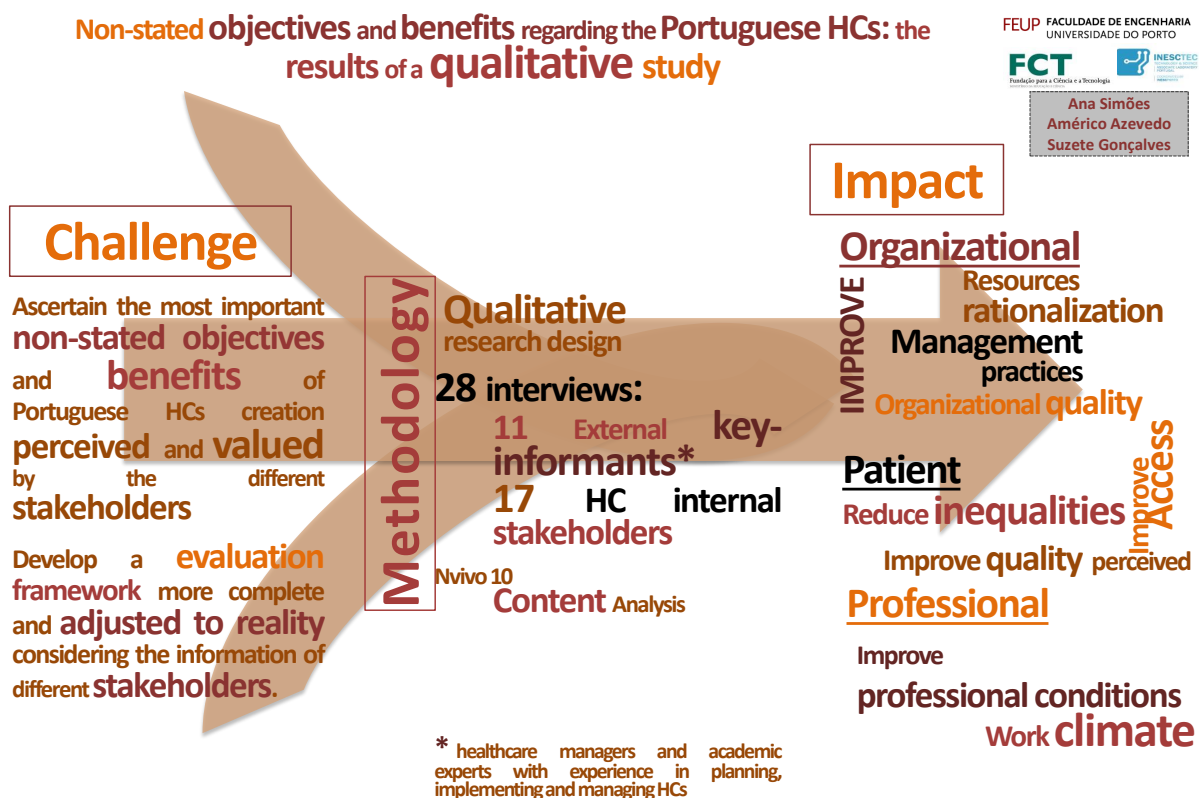 Non-stated objectives and benefits regarding the Portuguese HCs: the
results of a qualitative study
FEUP FACULDADE DE ENGENHARIA
UNIVERSIDADE DO PORTO
FCT
Fundação para a Ciência e a Tecnologia
INESCTEC
Ana Simões
Américo Azevedo
Suzete Gonçalves
Challenge
Ascertain the most important
non-stated objectives
and benefits of
Portuguese HCs creation
perceived and valued
by the different
stakeholders
Develop a evaluation
framework more complete
and adjusted to reality
considering the information of
different stakeholders.
Methodology
Qualitative
research design
28 interviews:
11 External key-
informants*
17 HC internal
stakeholders
Nvivo 10
Content Analysis
* healthcare managers and academic
experts with experience in planning,
implementing and managing HCs
Impact
Organizational
IMPROVE
Resources
rationalization
Management
practices
Organizational quality
Patient
Reduce inequalities
Improve
Access
Improve quality perceived
Professional
Improve
professional conditions
Work climate